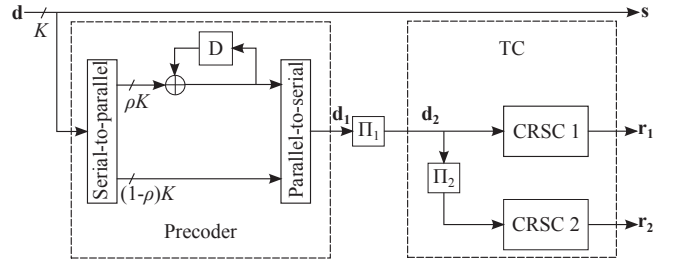 d
K
s
Serial-to-parallel
ρK
D
(1-ρ)K
Parallel-to-serial
Precoder
d₁
Π₁
TC
d₂
Π₂
CRSC 1
r₁
CRSC 2
r₂